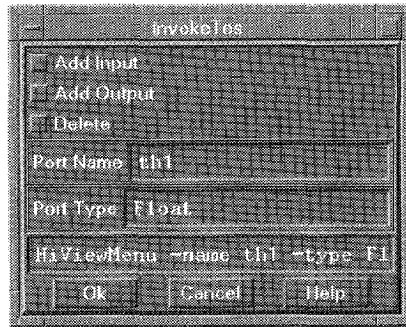 invokeles
Add Input
Add Output
Delete
Port Name th1
Port Type Float
HiViewMenu -name th1 -type Fl
Ok Cancel Help